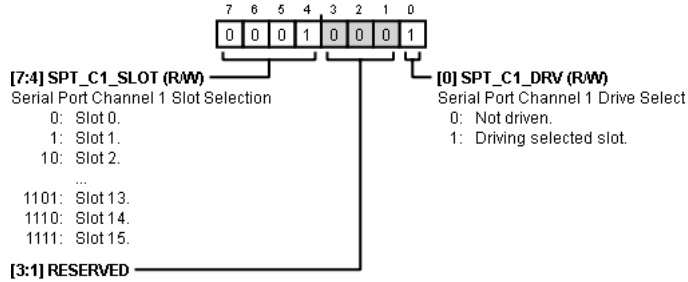 7 6 5 4 3 2 1 0
0 0 0 1 0 0 0 1
[7:4] SPT_C1_SLOT (R/W)
Serial Port Channel 1 Slot Selection
0: Slot 0.
1: Slot 1.
10: Slot 2.
...
1101: Slot 13.
1110: Slot 14.
1111: Slot 15.
[3:1] RESERVED
[0] SPT_C1_DRV (R/W)
Serial Port Channel 1 Drive Select
0: Not driven.
1: Driving selected slot.